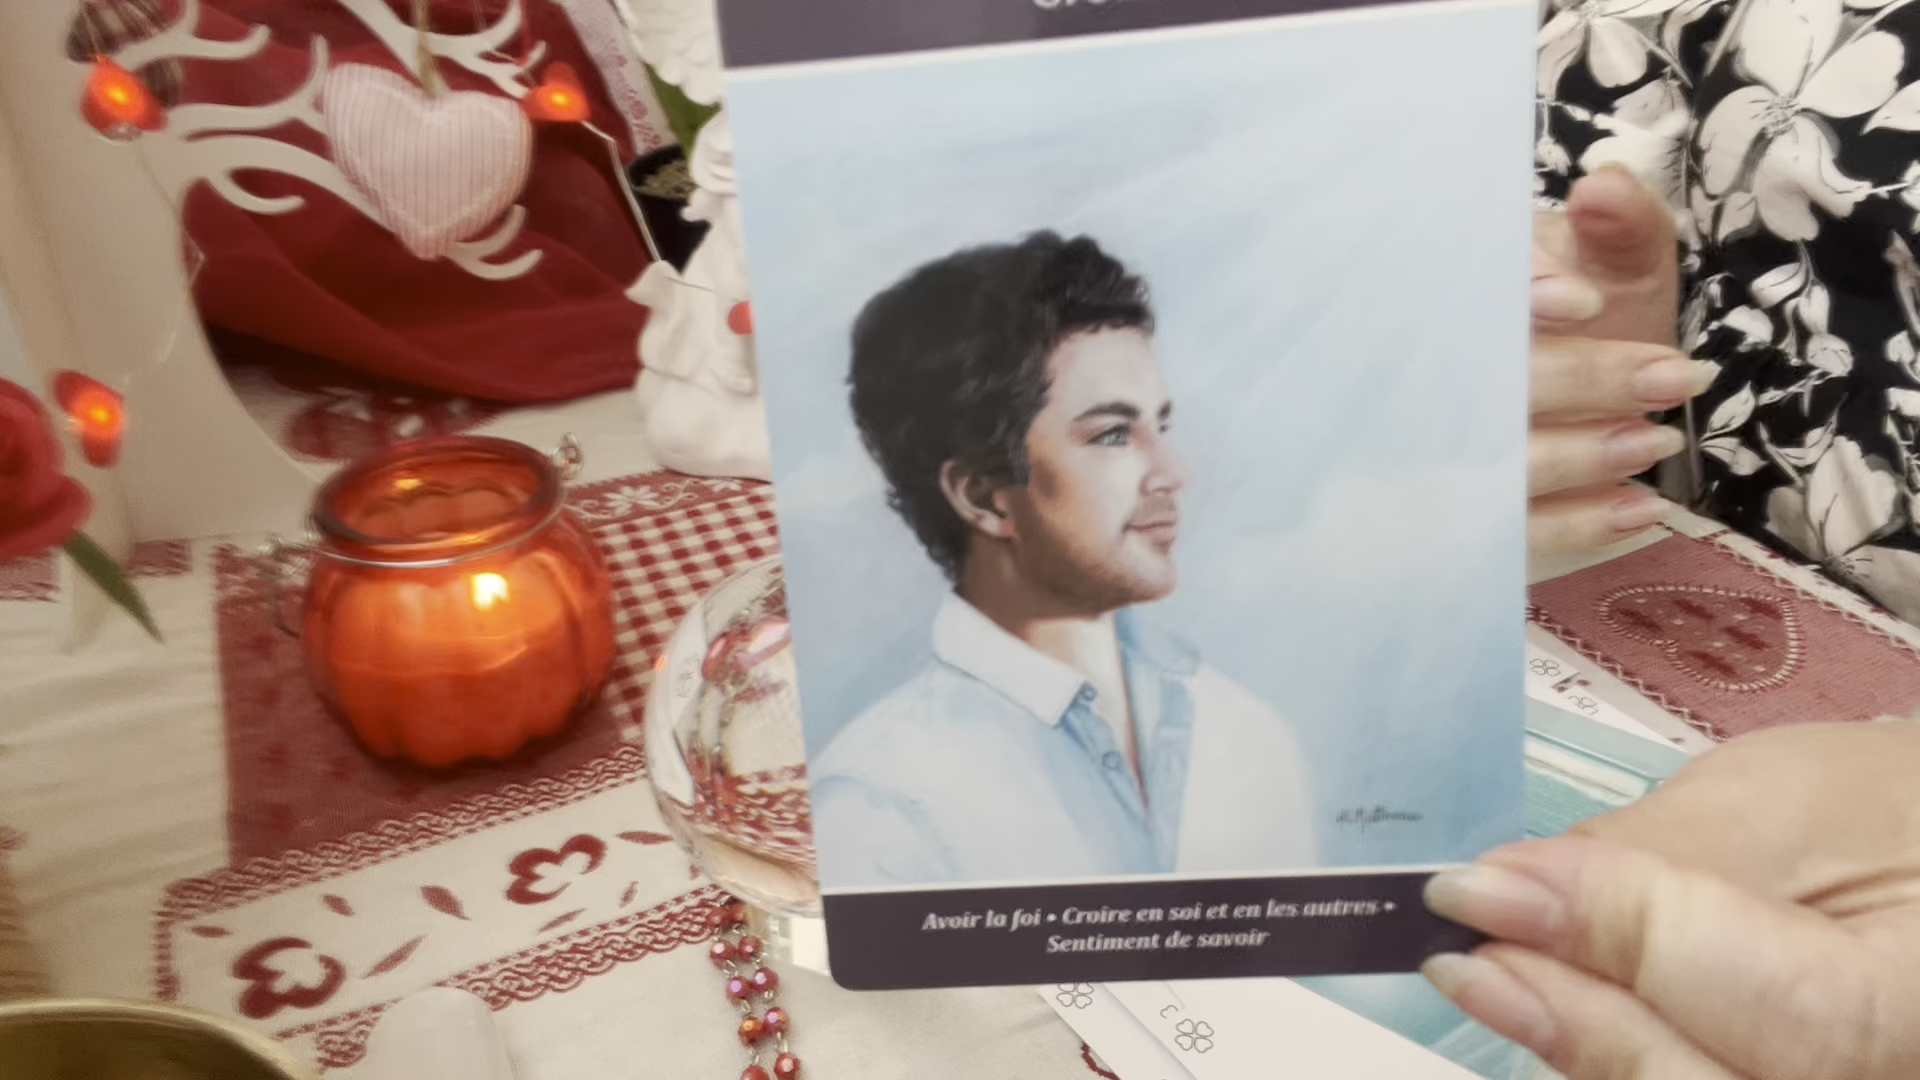 Avoir la foi • Croire en soi et en les autres •
Sentiment de savoir